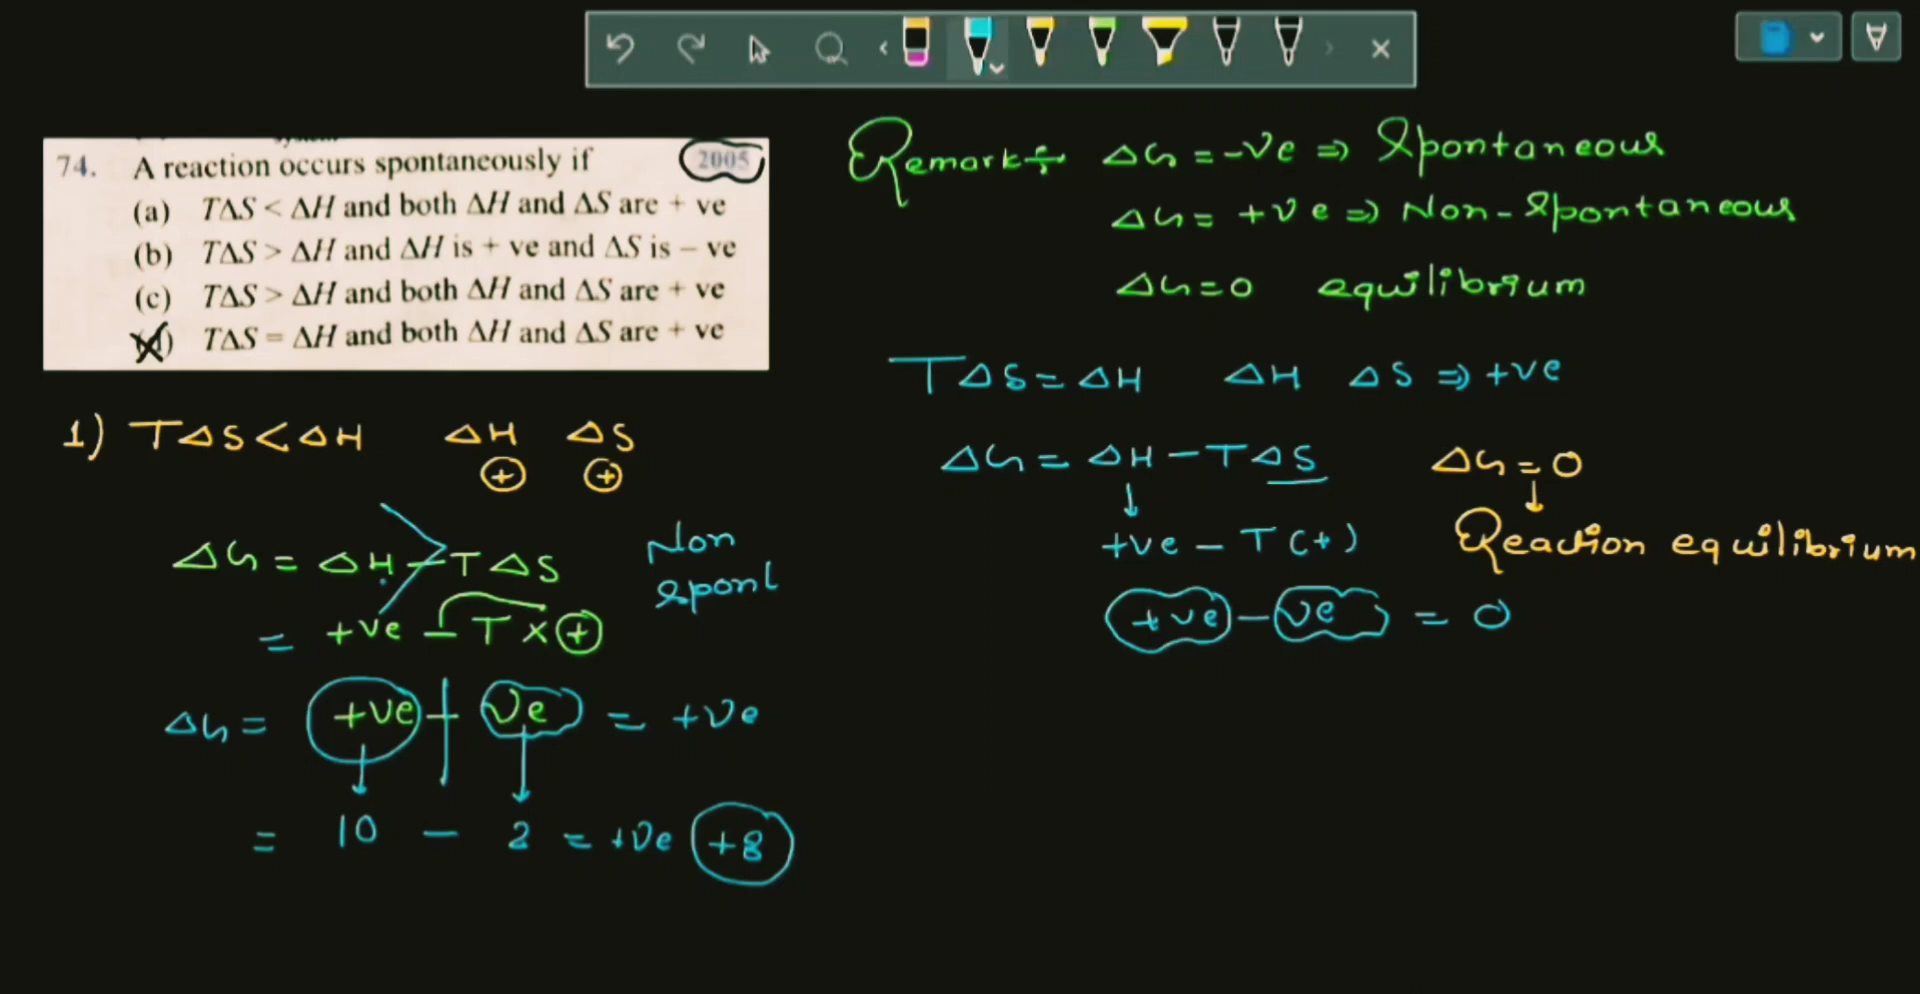 74. A reaction occurs spontaneously if 2005
(a) TΔS < ΔH and both ΔH and ΔS are + ve
(b) TΔS > ΔH and ΔH is + ve and ΔS is – ve
(c) TΔS > ΔH and both ΔH and ΔS are + ve
(d) TΔS = ΔH and both ΔH and ΔS are + ve
1) TΔS < ΔH ΔH ΔS
+ +
ΔG = ΔH – TΔS
= +ve – T × +
Non
spont
ΔG = +ve – ve = +ve
= 10 – 2 = +ve +8
Remark :- ΔG = -ve ⇒ Spontaneous
ΔG = +ve ⇒ Non-Spontaneous
ΔG = 0 equilibrium
TΔS = ΔH ΔH ΔS ⇒ +ve
ΔG = ΔH – TΔS ΔG = 0
↓ ↓
+ve – T(+) Reaction equilibrium
+ve – ve = 0